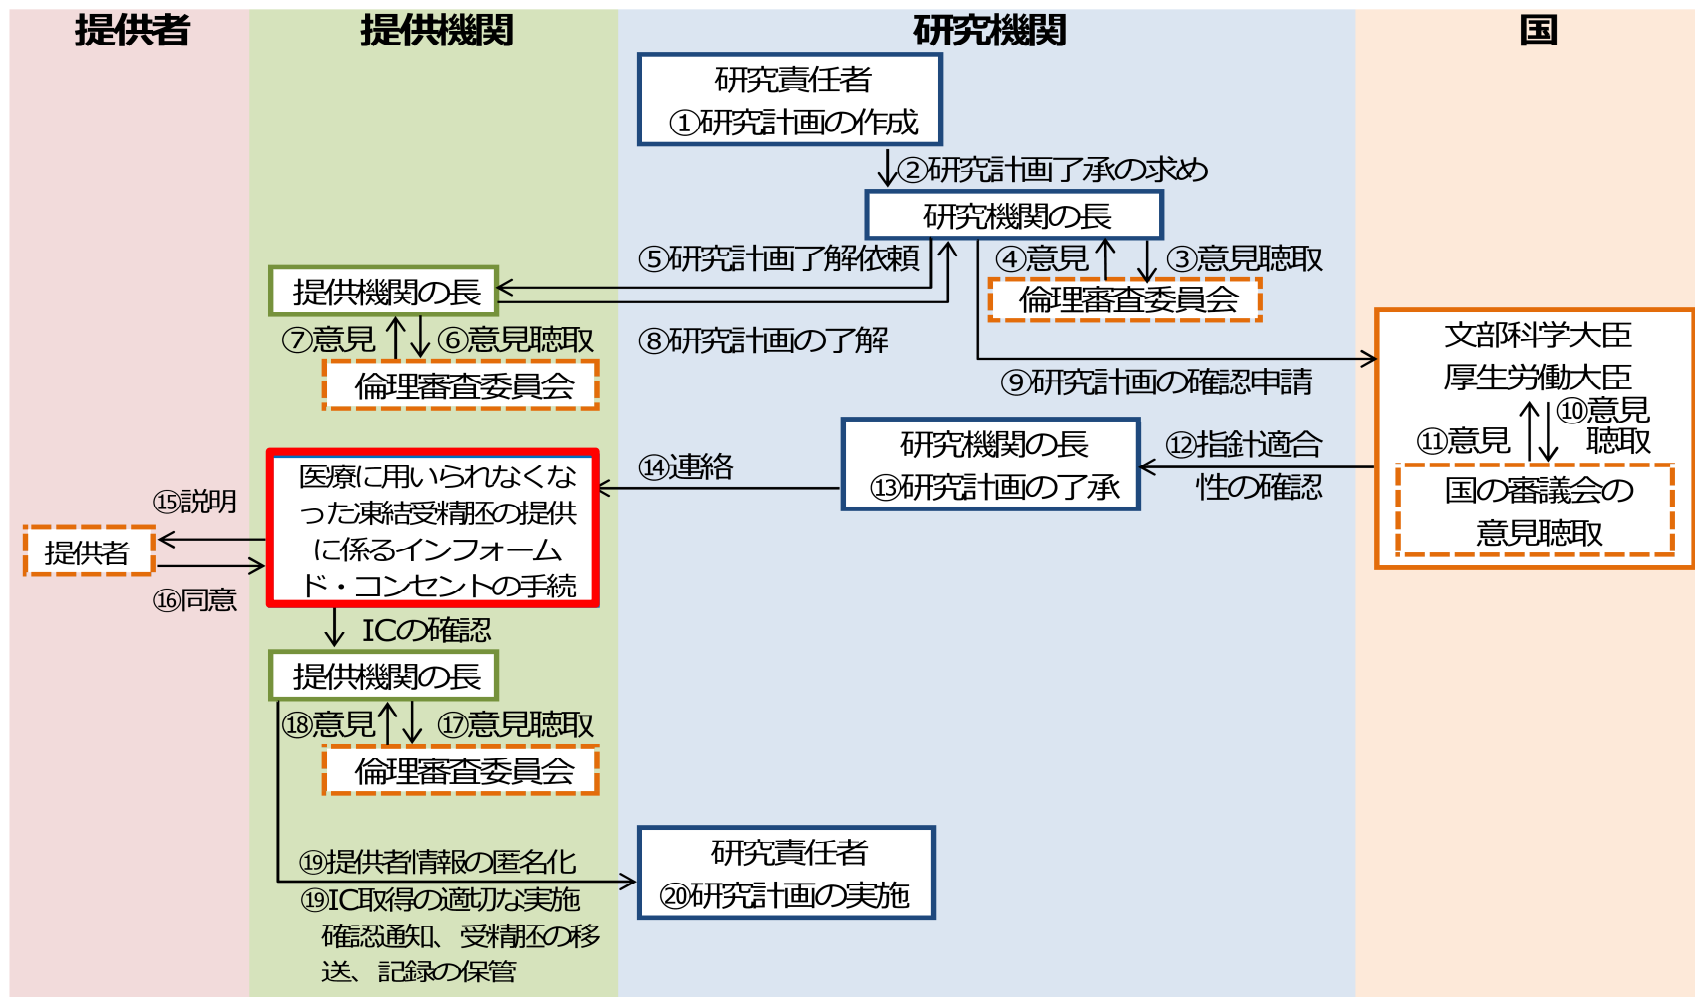 提供者
提供機関
研究機関
国
研究責任者
①研究計画の作成
②研究計画了承の求め
研究機関の長
⑤研究計画了解依頼
④意見
③意見聴取
提供機関の長
倫理審査委員会
⑦意見
⑥意見聴取
⑧研究計画の了解
倫理審査委員会
⑨研究計画の確認申請
文部科学大臣
厚生労働大臣
⑩意見
聴取
⑪意見
国の審議会の
意見聴取
研究機関の長
⑬研究計画の了承
⑫指針適合
性の確認
⑭連絡
医療に用いられなくな
った凍結受精胚の提供
に係るインフォーム
ド・コンセントの手続
⑮説明
提供者
⑯同意
ICの確認
提供機関の長
⑱意見
⑰意見聴取
倫理審査委員会
⑲提供者情報の匿名化
⑲IC取得の適切な実施
確認通知、受精胚の移
送、記録の保管
研究責任者
⑳研究計画の実施